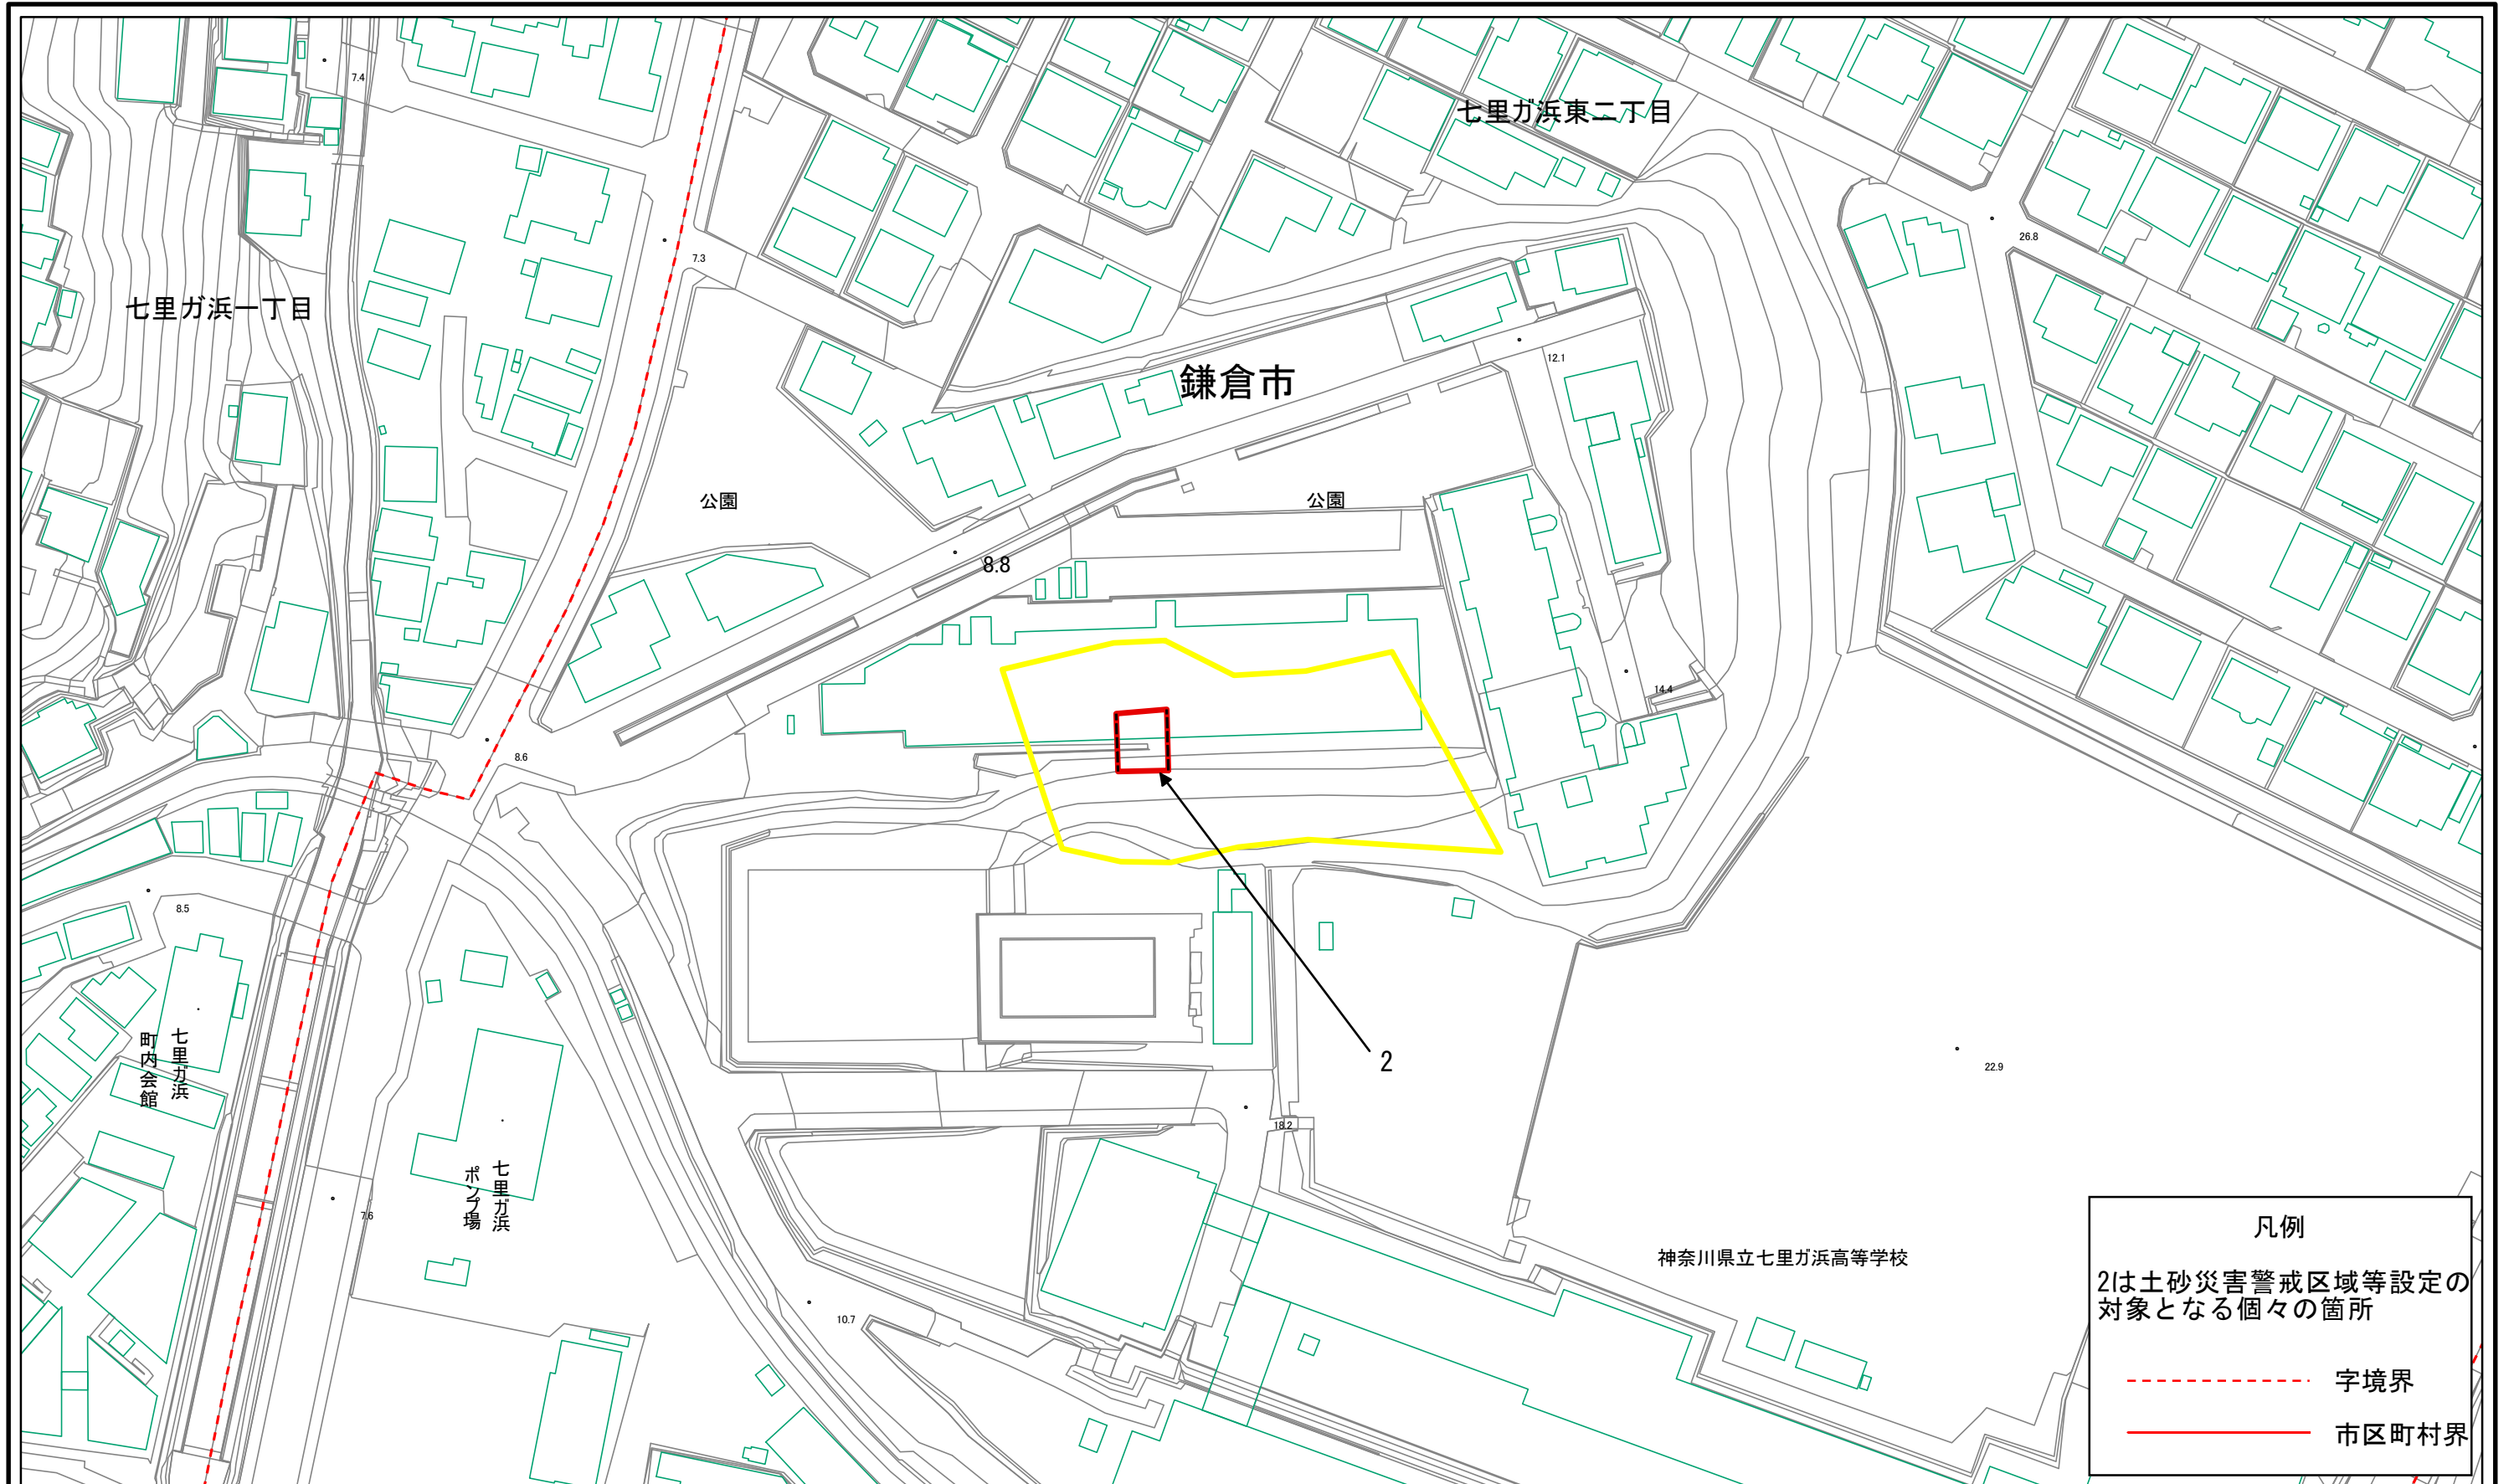 7.4
七里ガ浜東二丁目
26.8
7.3
七里ガ浜一丁目
12.1
鎌倉市
公園
公園
8.8
14.4
8.6
8.5
七里ガ浜
町内会館
2
22.9
18.2
七里ガ浜
ポンプ場
7.6
神奈川県立七里ガ浜高等学校
10.7
凡例
2は土砂災害警戒区域等設定の
対象となる個々の箇所
字境界
市区町村界